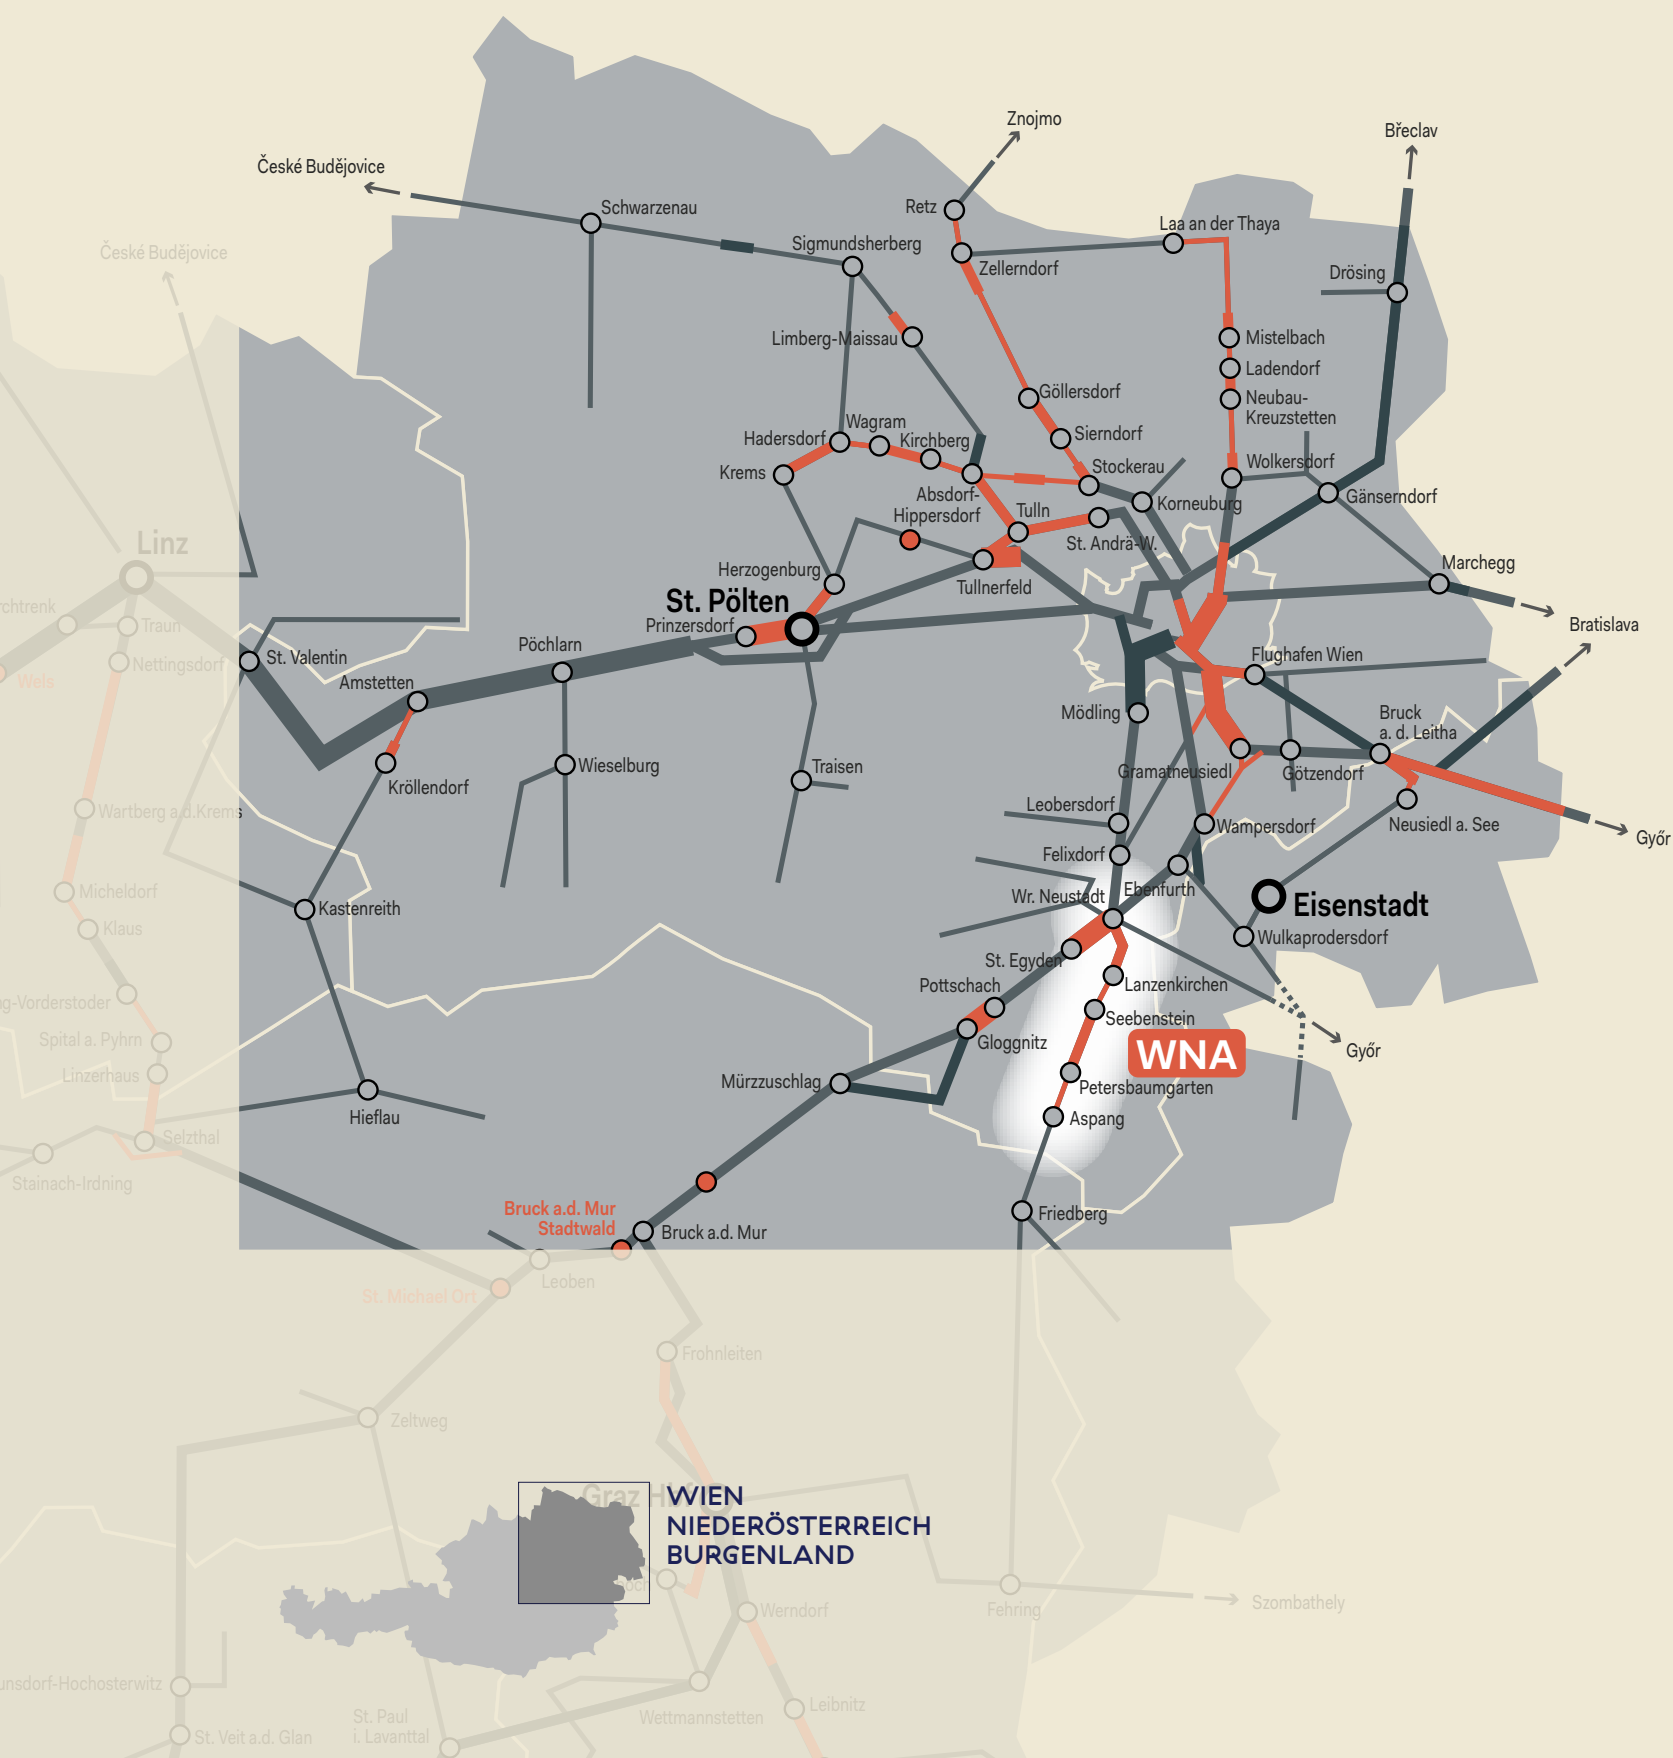 Znojmo
Břeclav
České Budějovice
Retz
Schwarzenau
Laa an der Thaya
České Budějovice
Sigmundsherberg
Zellerndorf
Drösing
Limberg-Maissau
Mistelbach
Ladendorf
Göllersdorf
Neubau-
Kreuzstetten
Wagram
Hadersdorf
Kirchberg
Sierndorf
Krems
Stockerau
Wolkersdorf
Absdorf-
Hippersdorf
Gänserndorf
Korneuburg
Tulln
Linz
St. Andrä-W.
Marchegg
Herzogenburg
Tullnerfeld
St. Pölten
Prinzersdorf
Bratislava
Traun
Pöchlarn
St. Valentin
Nettingsdorf
Flughafen Wien
Wels
Amstetten
Mödling
Bruck
a. d. Leitha
Wieselburg
Traisen
Gramatneusiedl
Götzendorf
Kröllendorf
Leobersdorf
Wartberg a.d.Krems
Wampersdorf
Neusiedl a. See
Győr
Felixdorf
Micheldorf
Ebenfurth
Wr. Neustadt
Eisenstadt
Kastenreith
Klaus
Wulkaprodersdorf
St. Egyden
Pottschach
Lanzenkirchen
g-Vorderstoder
Seebenstein
Spital a. Pyhrn
Gloggnitz
WNA
Győr
Linzerhaus
Mürzzuschlag
Petersbaumgarten
Hieflau
Aspang
Selzthal
Stainach-Irdning
Bruck a.d. Mur
Stadtwald
Bruck a.d. Mur
Friedberg
Leoben
St. Michael Ort
Frohnleiten
Zeltweg
Graz Hbf
WIEN
NIEDERÖSTERREICH
BURGENLAND
Werndorf
Fehring
Szombathely
unsdorf-Hochosterwitz
Leibnitz
St. Paul
i. Lavanttal
Wettmannstetten
St. Veit a.d. Glan